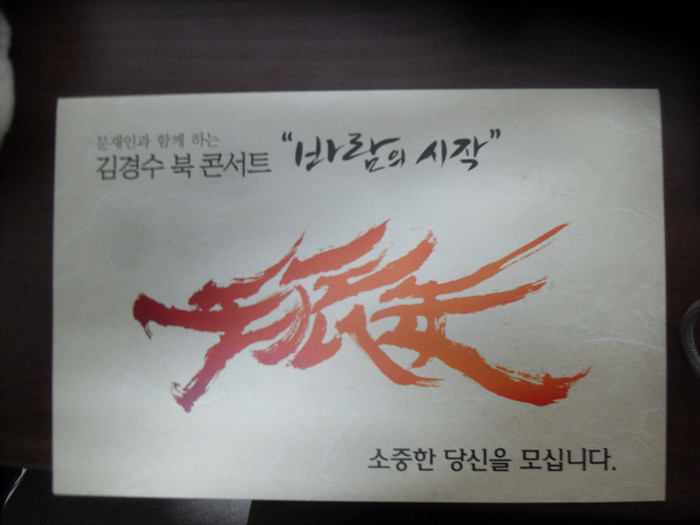 문재인과 함께 하는
김경수 북 콘서트 “바람의 시작”
소중한 당신을 모십니다.